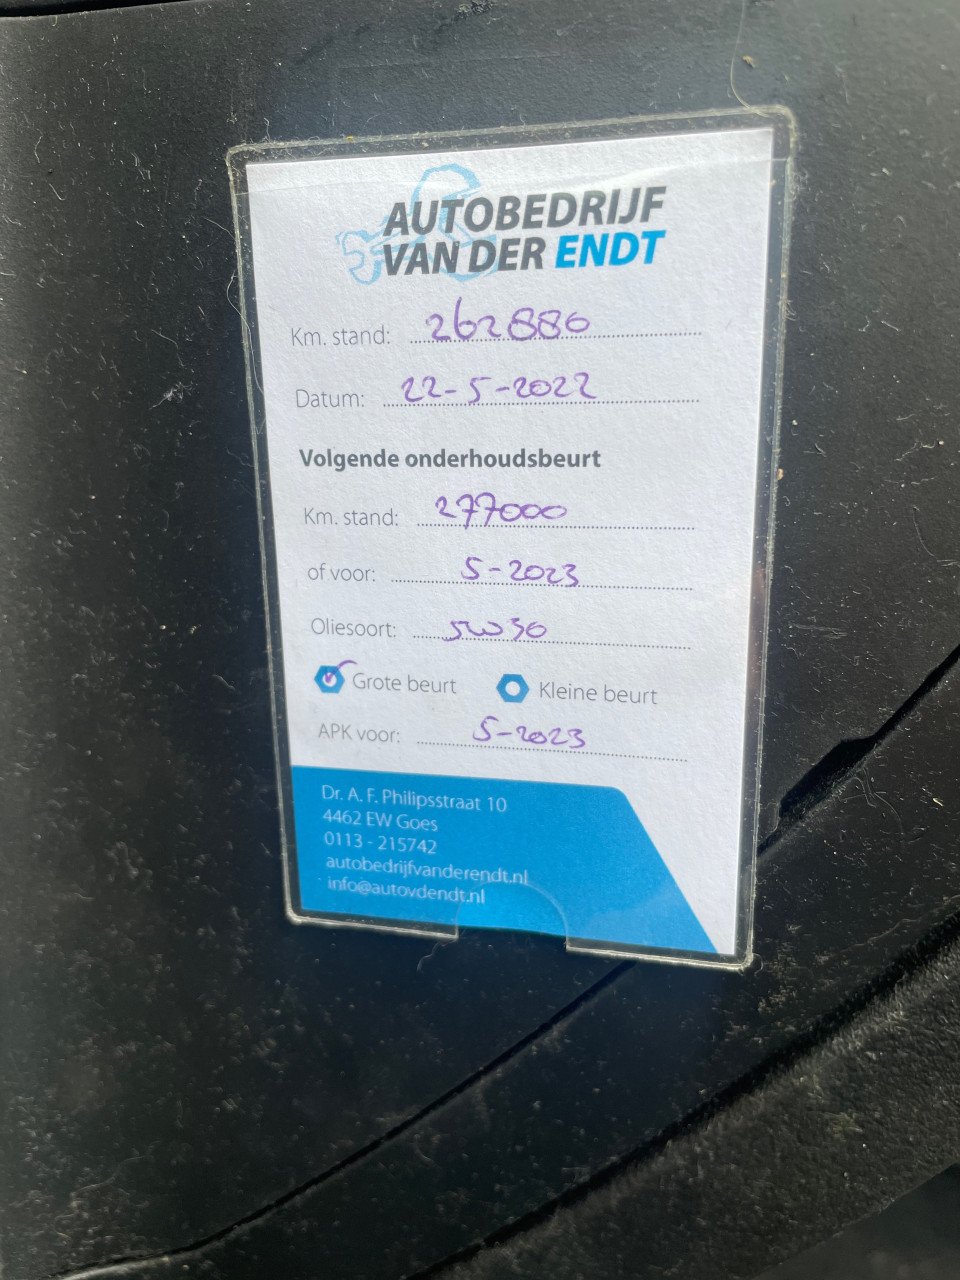 AUTOBEDRIJF
VAN DER ENDT
Km. stand: 262886
Datum: 22-5-2022
Volgende onderhoudsbeurt
Km. stand: 277000
of voor: 5-2023
Oliesoort: 5w30
Grote beurt Kleine beurt
APK voor: 5-2023
Dr. A. F. Philipsstraat 10
4462 EW Goes
0113 - 215742
autobedrijfvanderendt.nl
info@autovdendt.nl